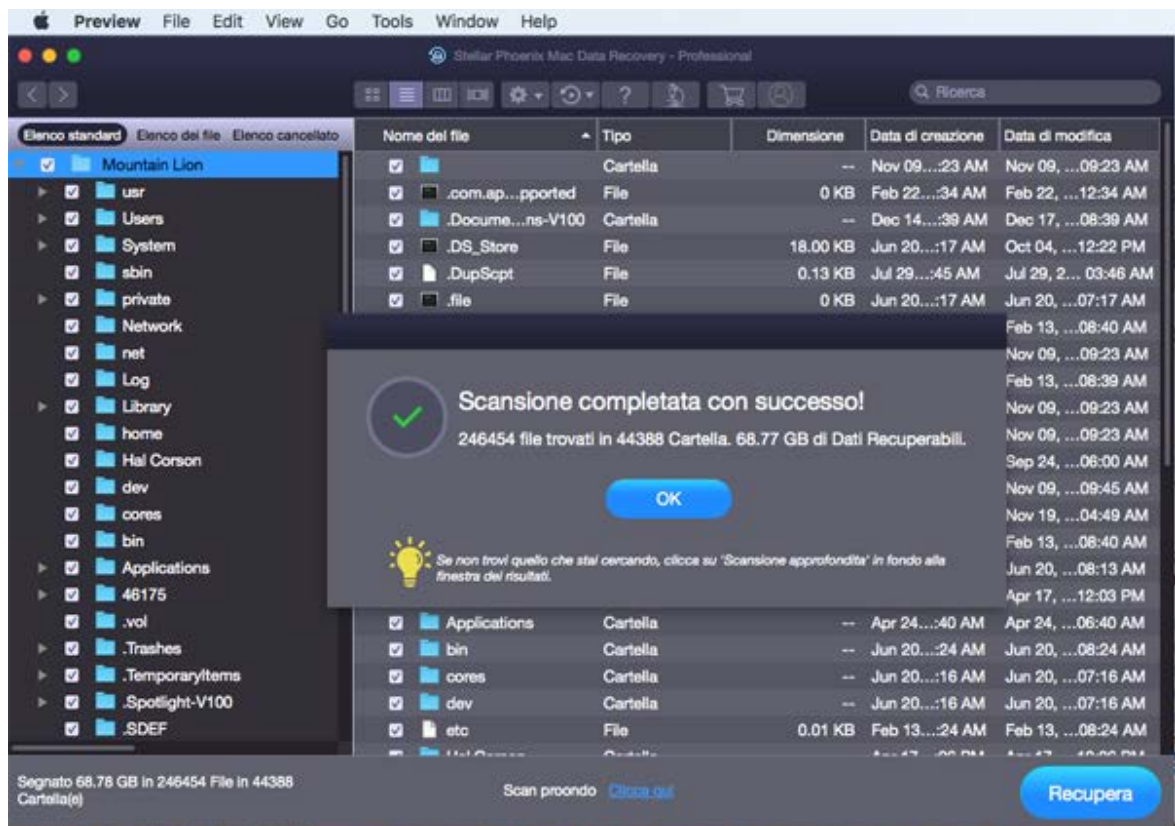 Preview File Edit View Go Tools Window Help
Stellar Phoenix Mac Data Recovery - Professional
Ricerca
Elenco standard Elenco dei file Elenco cancellato
Nome del file Tipo Dimensione Data di creazione Data di modifica
Mountain Lion
usr
Users
System
sbin
private
Network
net
Log
Library
home
Hal Corson
dev
cores
bin
Applications
46175
.vol
.Trashes
.TemporaryItems
.Spotlight-V100
.SDEF
Cartella -- Nov 09...:23 AM Nov 09, ...09:23 AM
.com.ap...pported File 0 KB Feb 22...:34 AM Feb 22, ...12:34 AM
.Docume...ns-V100 Cartella -- Dec 14...:39 AM Dec 17, ...08:39 AM
.DS_Store File 18.00 KB Jun 20...:17 AM Oct 04, ...12:22 PM
.DupScpt File 0.13 KB Jul 29...:45 AM Jul 29, 2... 03:46 AM
.file File 0 KB Jun 20...:17 AM Jun 20, ...07:17 AM
Feb 13, ...08:40 AM
Nov 09, ...09:23 AM
Feb 13, ...08:39 AM
Nov 09, ...09:23 AM
Nov 09, ...09:23 AM
Sep 24, ...06:00 AM
Nov 09, ...09:45 AM
Nov 19, ...04:49 AM
Feb 13, ...08:40 AM
Jun 20, ...08:13 AM
Apr 17, ...12:03 PM
Scansione completata con successo!
246454 file trovati in 44388 Cartella. 68.77 GB di Dati Recuperabili.
OK
Se non trovi quello che stai cercando, clicca su 'Scansione approfondita' in fondo alla
finestra dei risultati.
Applications Cartella -- Apr 24...:40 AM Apr 24, ...06:40 AM
bin Cartella -- Jun 20...:24 AM Jun 20, ...08:24 AM
cores Cartella -- Jun 20...:16 AM Jun 20, ...07:16 AM
dev Cartella -- Jun 20...:16 AM Jun 20, ...07:16 AM
etc File 0.01 KB Feb 13...:24 AM Feb 13, ...08:24 AM
Segnato 68.78 GB in 246454 File in 44388
Cartella(e)
Scan proondo Clicca qui
Recupera